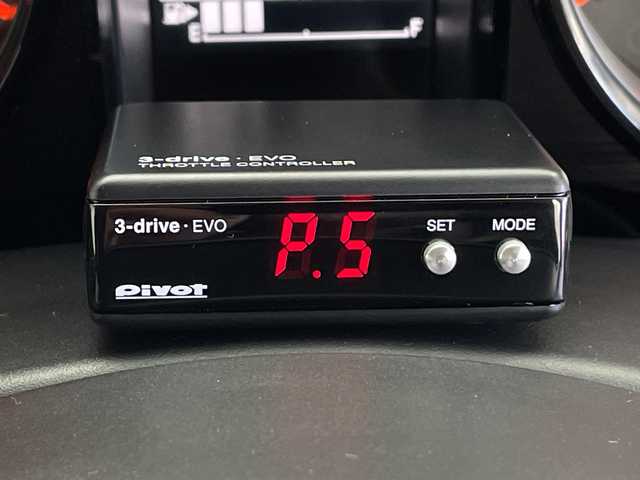 E F
3-drive · EVO
THROTTLE CONTROLLER
3-drive · EVO P.5 SET MODE
Pivot